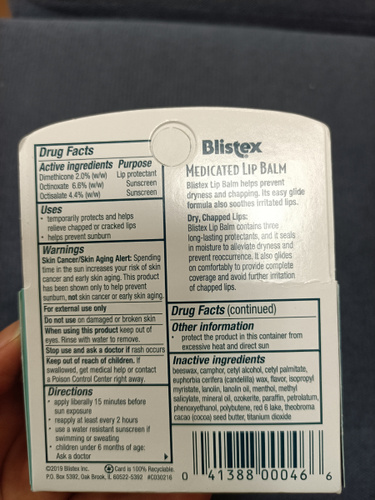 Drug Facts
Active ingredients Purpose
Dimethicone 2.0% (w/w) Lip protectant
Octinoxate 6.6% (w/w) Sunscreen
Octisalate 4.4% (w/w) Sunscreen
Uses
• temporarily protects and helps
relieve chapped or cracked lips
• helps prevent sunburn
Warnings
Skin Cancer/Skin Aging Alert: Spending
time in the sun increases your risk of skin
cancer and early skin aging. This product
has been shown only to help prevent
sunburn, not skin cancer or early skin aging.
For external use only
Do not use on damaged or broken skin
When using this product keep out of
eyes. Rinse with water to remove.
Stop use and ask a doctor if rash occurs
Keep out of reach of children. If
swallowed, get medical help or contact
a Poison Control Center right away.
Directions
• apply liberally 15 minutes before
sun exposure
• reapply at least every 2 hours
• use a water resistant sunscreen if
swimming or sweating
• children under 6 months of age:
Ask a doctor
©2019 Blistex Inc. Card is 100% Recyclable.
P.O. Box 5392, Oak Brook, IL 60522-5392 #C030216
Blistex
MEDICATED LIP BALM
Blistex Lip Balm helps prevent
dryness and chapping. Its easy glide
formula also soothes irritated lips.
Dry, Chapped Lips:
Blistex Lip Balm contains three
long-lasting protectants, and it seals
in moisture to alleviate dryness and
prevent reoccurrence. It also glides
on comfortably to provide complete
coverage and avoid further irritation
of chapped lips.
Drug Facts (continued)
Other information
• protect the product in this container from
excessive heat and direct sun
Inactive ingredients
beeswax, camphor, cetyl alcohol, cetyl palmitate,
euphorbia cerifera (candelilla) wax, flavor, isopropyl
myristate, lanolin, lanolin oil, menthol, methyl
salicylate, mineral oil, ozokerite, paraffin, petrolatum,
phenoxyethanol, polybutene, red 6 lake, theobroma
cacao (cocoa) seed butter, titanium dioxide
0 41388 00046 6